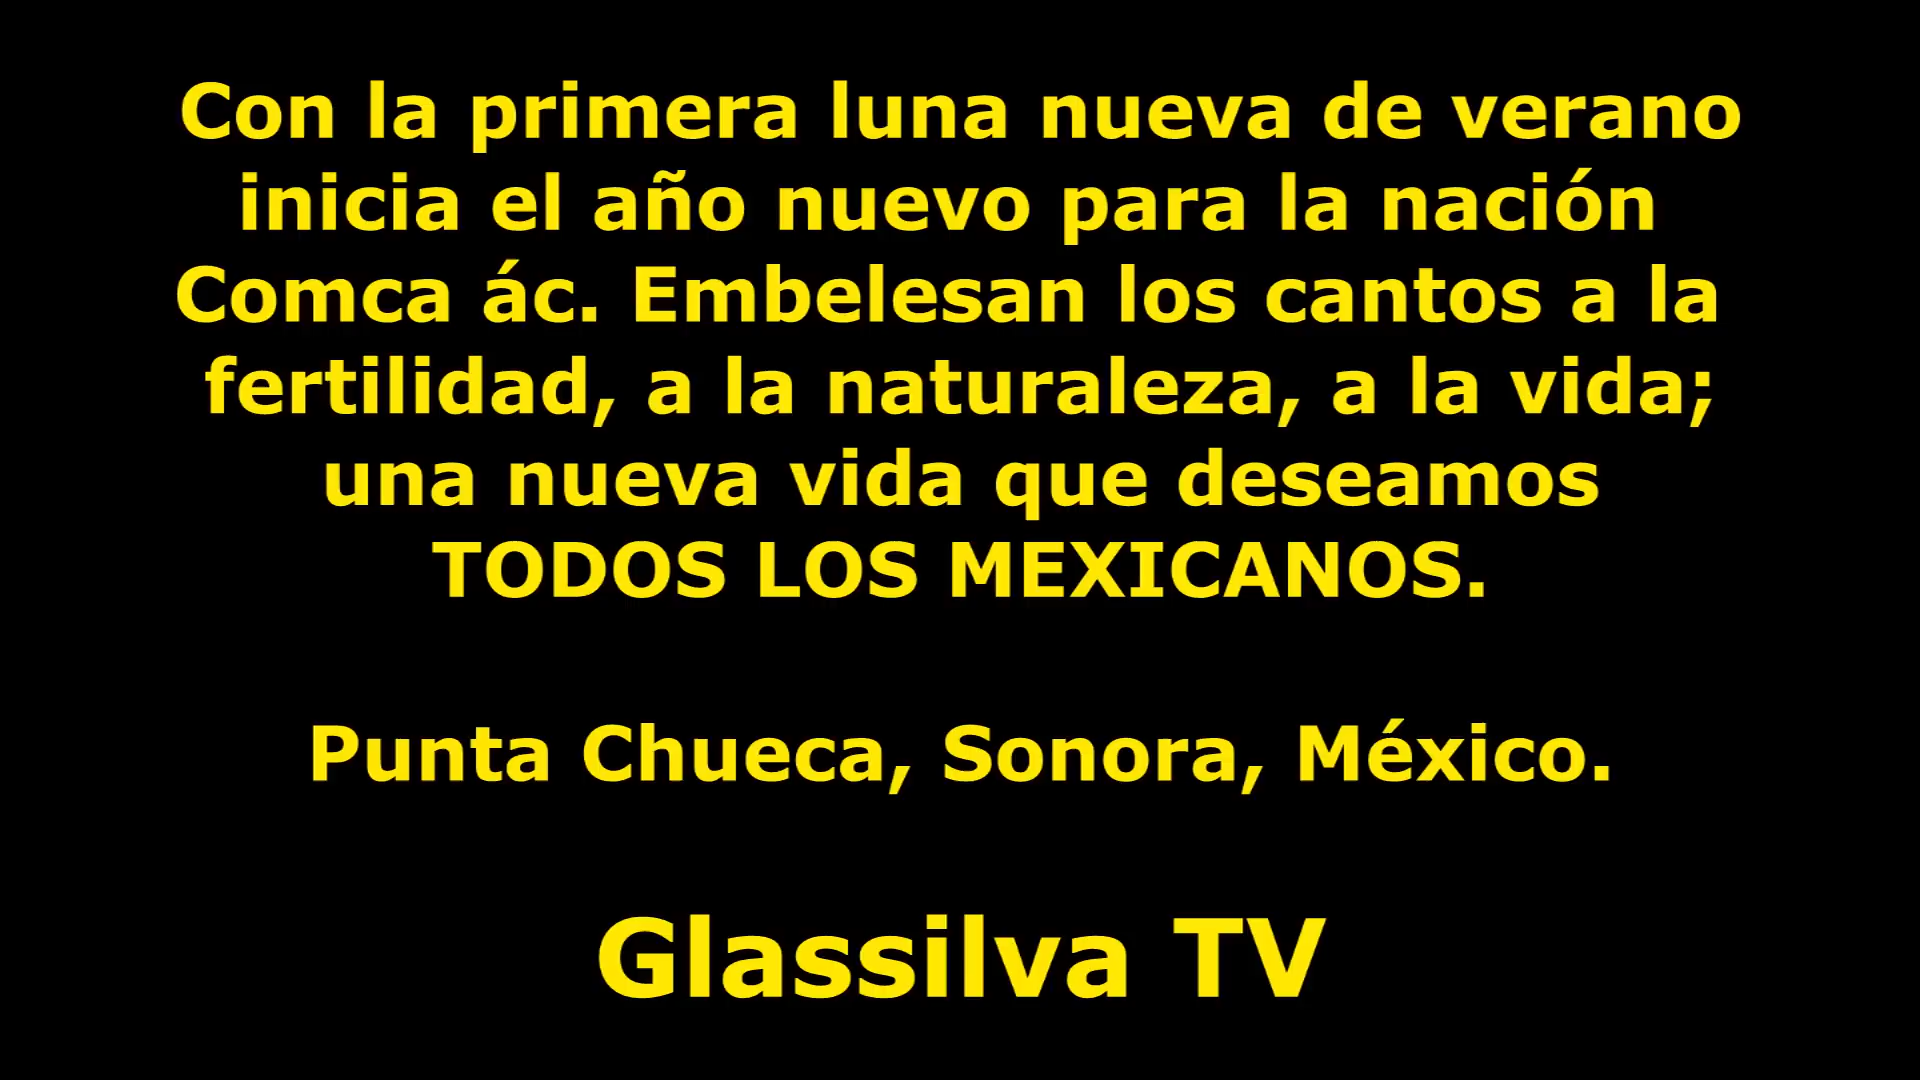 Con la primera luna nueva de verano
inicia el año nuevo para la nación
Comca ác. Embelesan los cantos a la
fertilidad, a la naturaleza, a la vida;
una nueva vida que deseamos
TODOS LOS MEXICANOS.
Punta Chueca, Sonora, México.
Glassilva TV